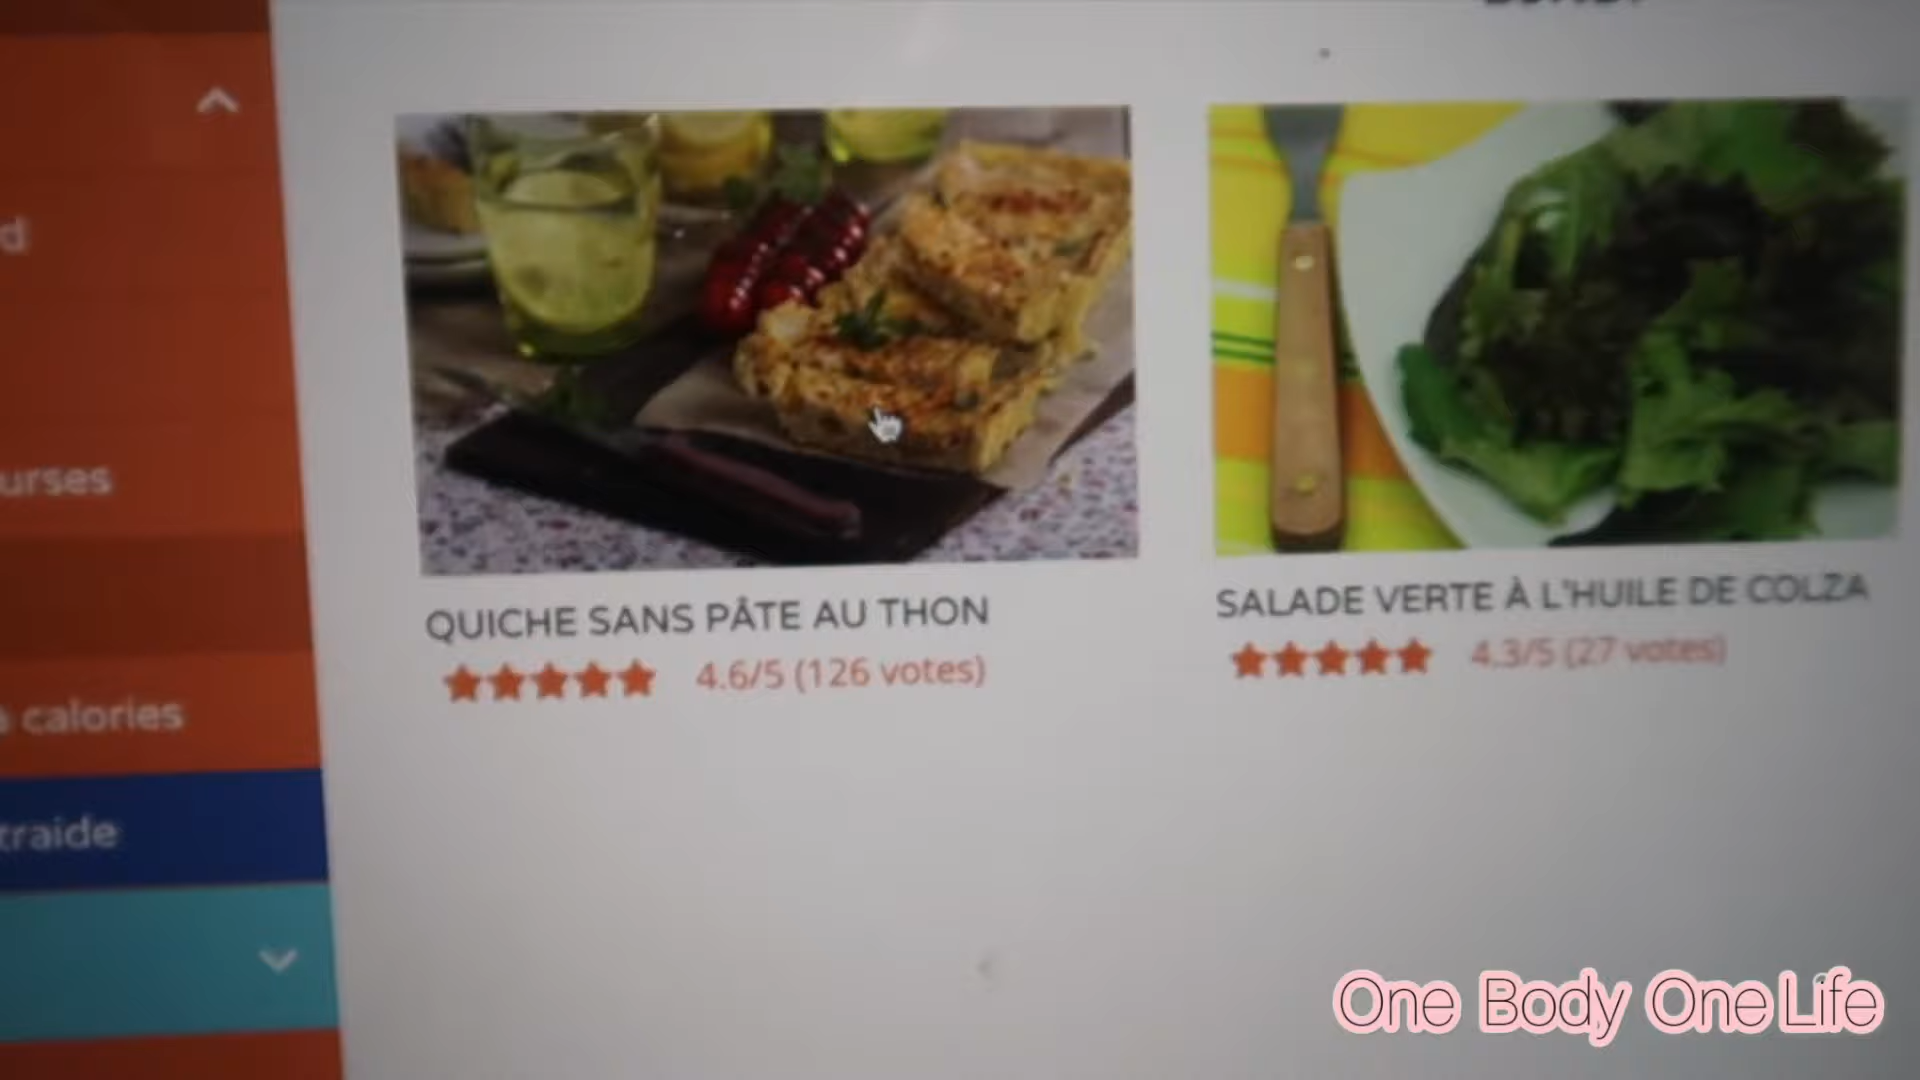 d
urses
calories
traide
QUICHE SANS PÂTE AU THON
4.6/5 (126 votes)
SALADE VERTE À L'HUILE DE COLZA
4.3/5 (27 votes)
One Body One Life